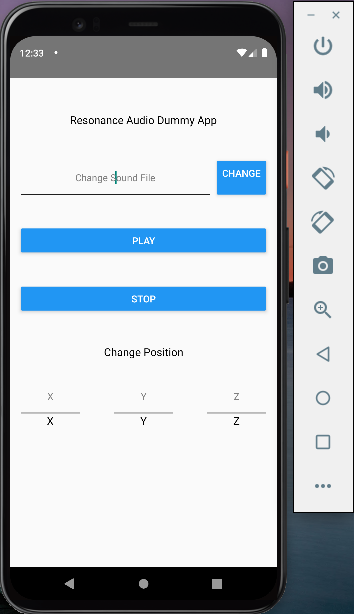 12:33
Resonance Audio Dummy App
Change Sound File
CHANGE
PLAY
STOP
Change Position
X Y Z
X Y Z